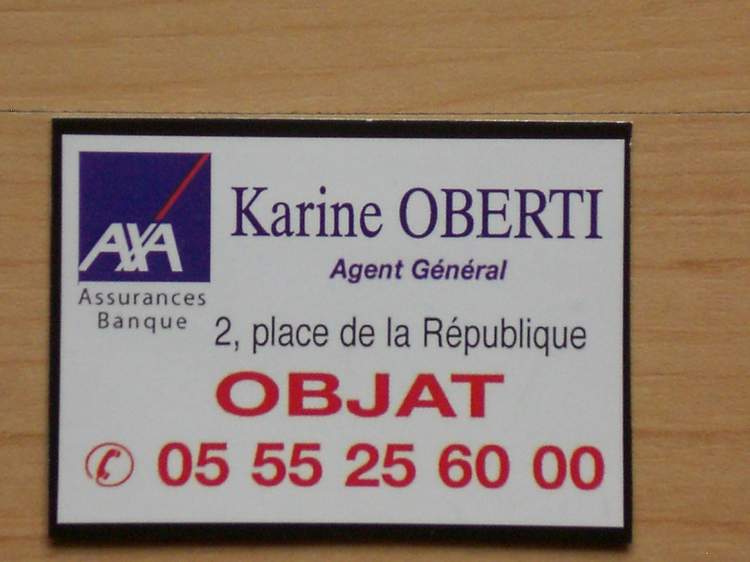 AXA
Assurances
Banque
Karine OBERTI
Agent Général
2, place de la République
OBJAT
05 55 25 60 00